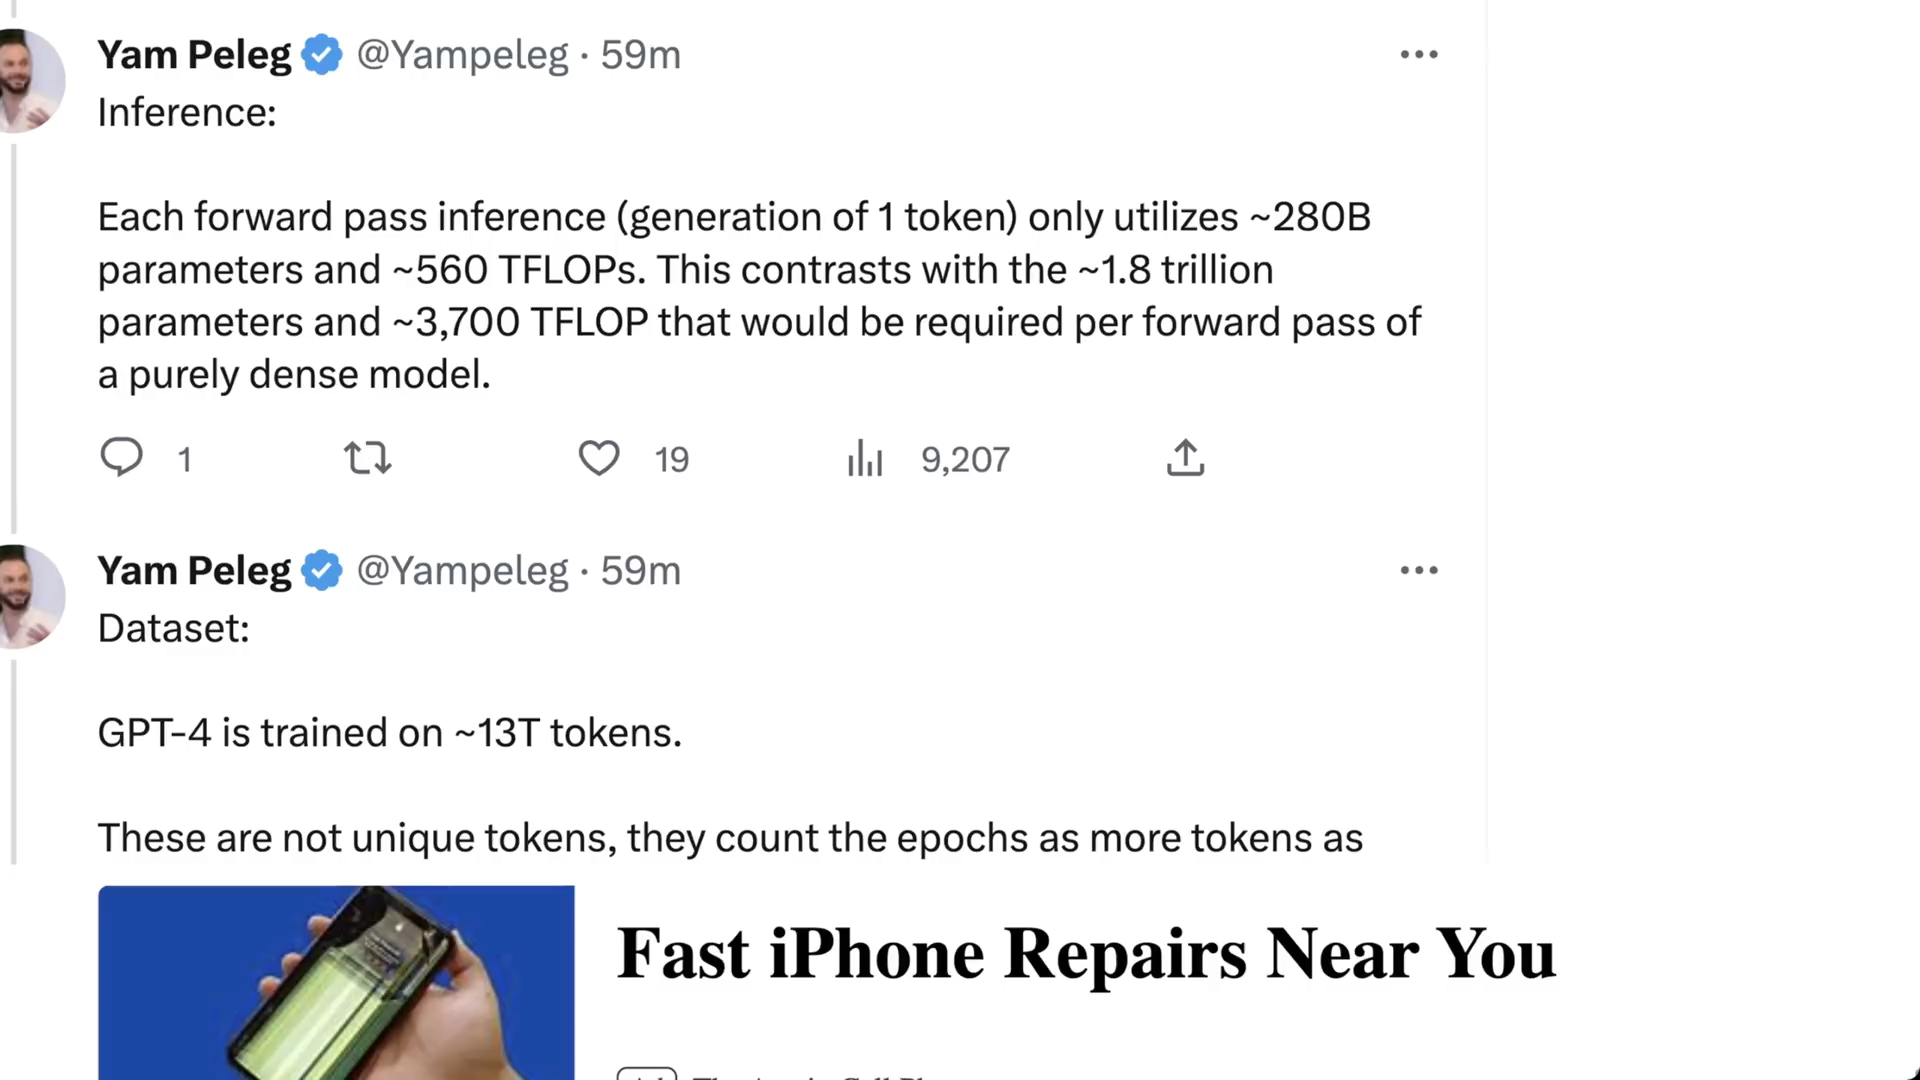 Yam Peleg @Yampeleg · 59m
Inference:
Each forward pass inference (generation of 1 token) only utilizes ~280B
parameters and ~560 TFLOPs. This contrasts with the ~1.8 trillion
parameters and ~3,700 TFLOP that would be required per forward pass of
a purely dense model.
1 19 9,207
Yam Peleg @Yampeleg · 59m
Dataset:
GPT-4 is trained on ~13T tokens.
These are not unique tokens, they count the epochs as more tokens as
Fast iPhone Repairs Near You